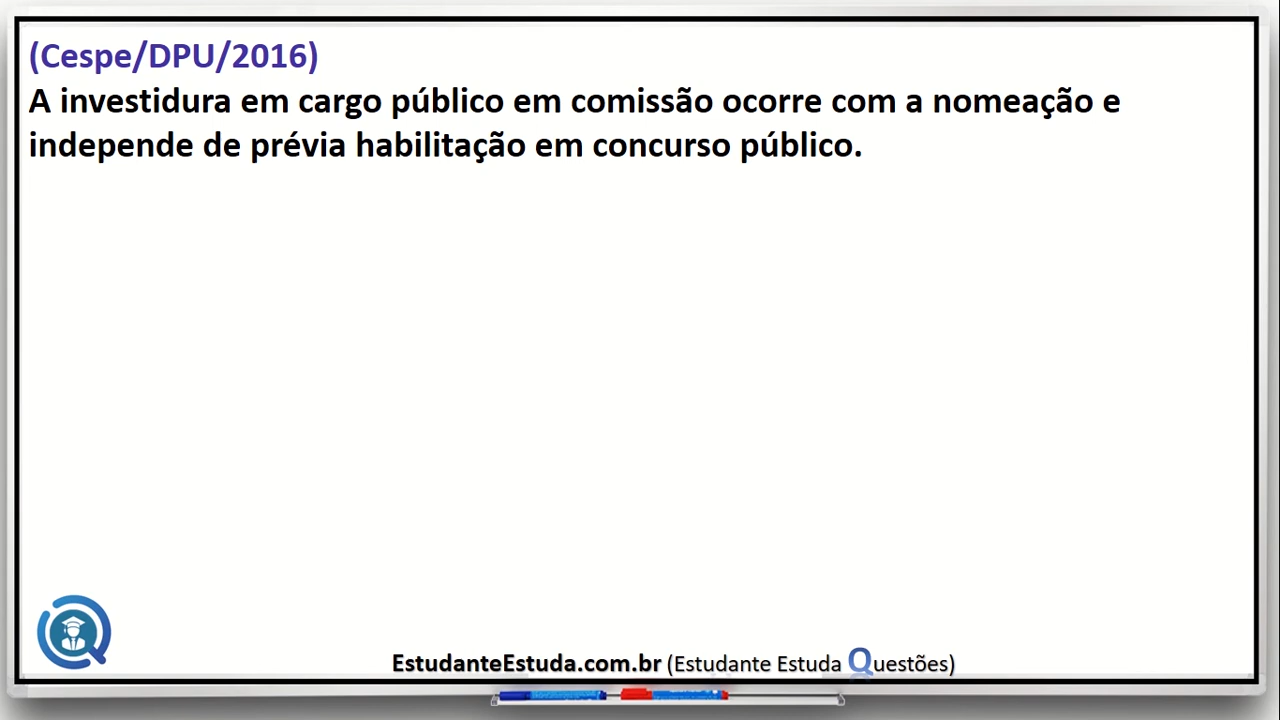 (Cespe/DPU/2016)
A investidura em cargo público em comissão ocorre com a nomeação e
independe de prévia habilitação em concurso público.
EstudanteEstuda.com.br (Estudante Estuda Questões)